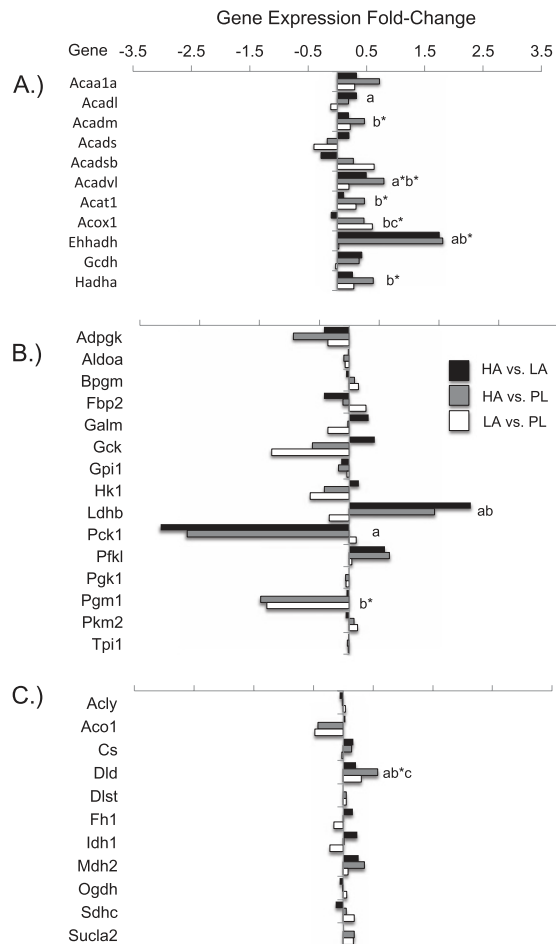 Gene Expression Fold-Change
Gene -3.5 -2.5 -1.5 -0.5 0.5 1.5 2.5 3.5
A.)
Acaa1a
Acadl a
Acadm b*
Acads
Acadsb
Acadvl a*b*
Acat1 b*
Acox1 bc*
Ehhadh ab*
Gcdh
Hadha b*
B.)
Adpgk
Aldoa
Bpgm
Fbp2
Galm
Gck
Gpi1
Hk1
Ldhb ab
Pck1 a
Pfkl
Pgk1
Pgm1 b*
Pkm2
Tpi1
HA vs. LA
HA vs. PL
LA vs. PL
C.)
Acly
Aco1
Cs
Dld ab*c
Dlst
Fh1
Idh1
Mdh2
Ogdh
Sdhc
Sucla2